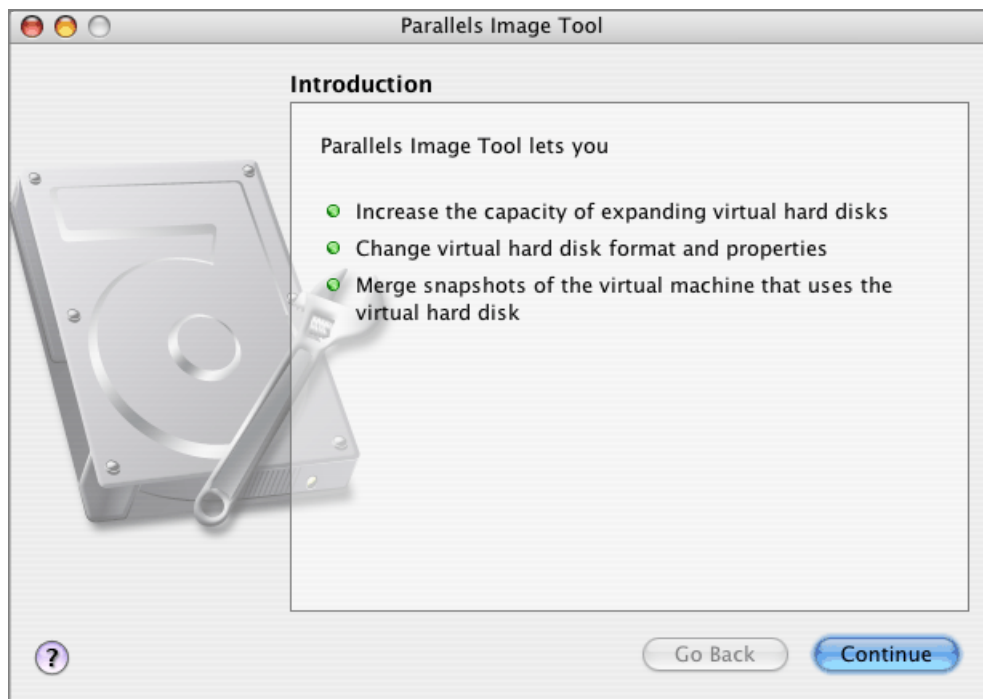 Parallels Image Tool
Introduction
Parallels Image Tool lets you
Increase the capacity of expanding virtual hard disks
Change virtual hard disk format and properties
Merge snapshots of the virtual machine that uses the
virtual hard disk
?
Go Back
Continue